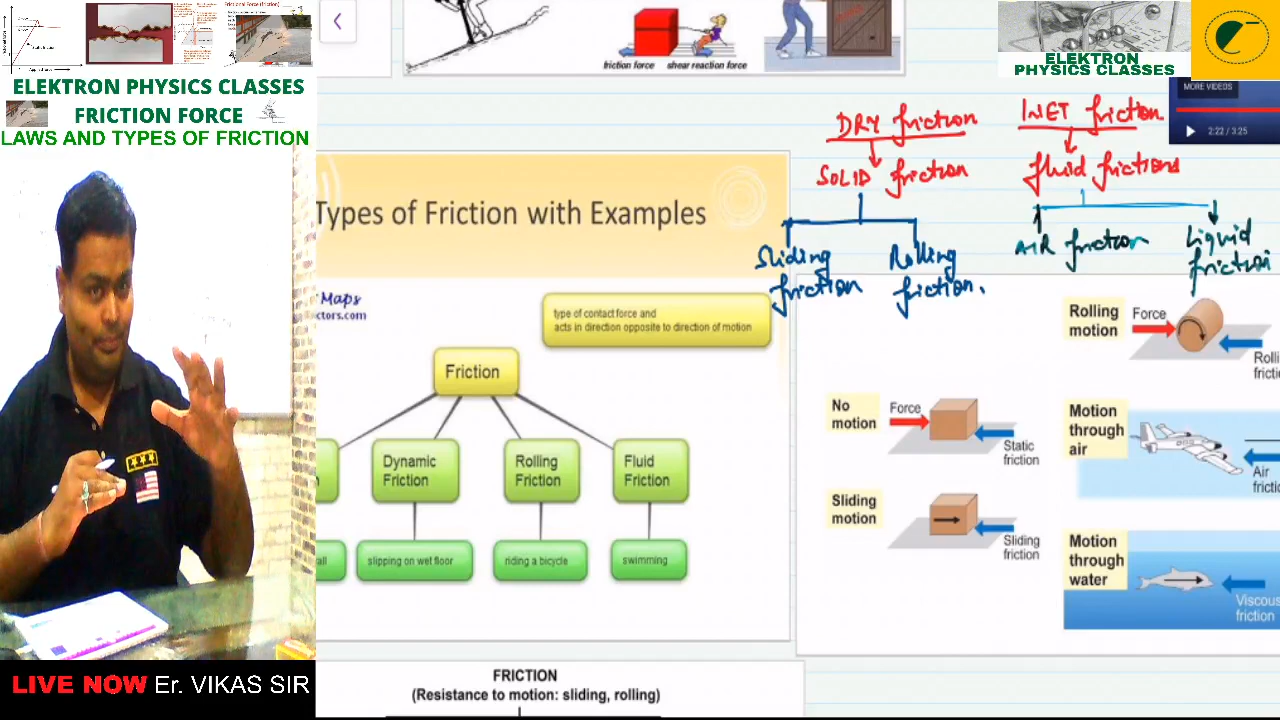 ELEKTRON PHYSICS CLASSES
FRICTION FORCE
LAWS AND TYPES OF FRICTION
LIVE NOW Er. VIKAS SIR
friction force
shear reaction force
ELEKTRON
PHYSICS CLASSES
MORE VIDEOS
2:22 / 3:25
DRY friction
SOLID friction
Sliding
friction
Rolling
friction.
WET friction
fluid frictions
AIR friction
Liquid
friction
Types of Friction with Examples
Maps
ctors.com
type of contact force and
acts in direction opposite to direction of motion
Friction
Dynamic
Friction
Rolling
Friction
Fluid
Friction
all
slipping on wet floor
riding a bicycle
swimming
No
motion
Force
Static
friction
Sliding
motion
Sliding
friction
Rolling
motion
Force
Rolli
frictio
Motion
through
air
Air
frictio
Motion
through
water
Viscous
friction
FRICTION
(Resistance to motion: sliding, rolling)